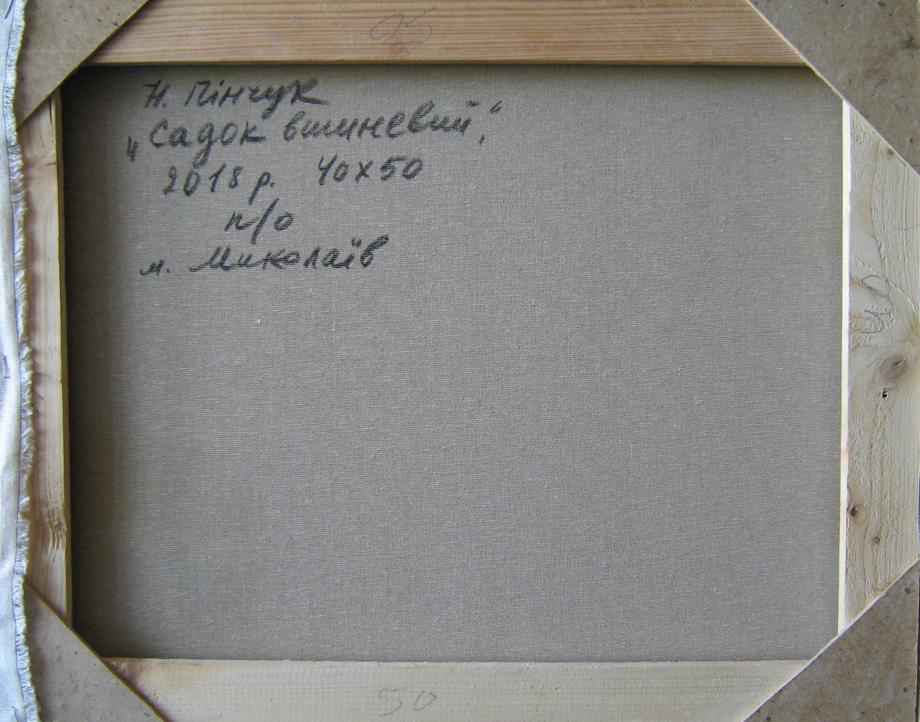 Н. Пінчук
„Садок вишневий",
2018 р. 40х50
п/о
м. Миколаїв
50